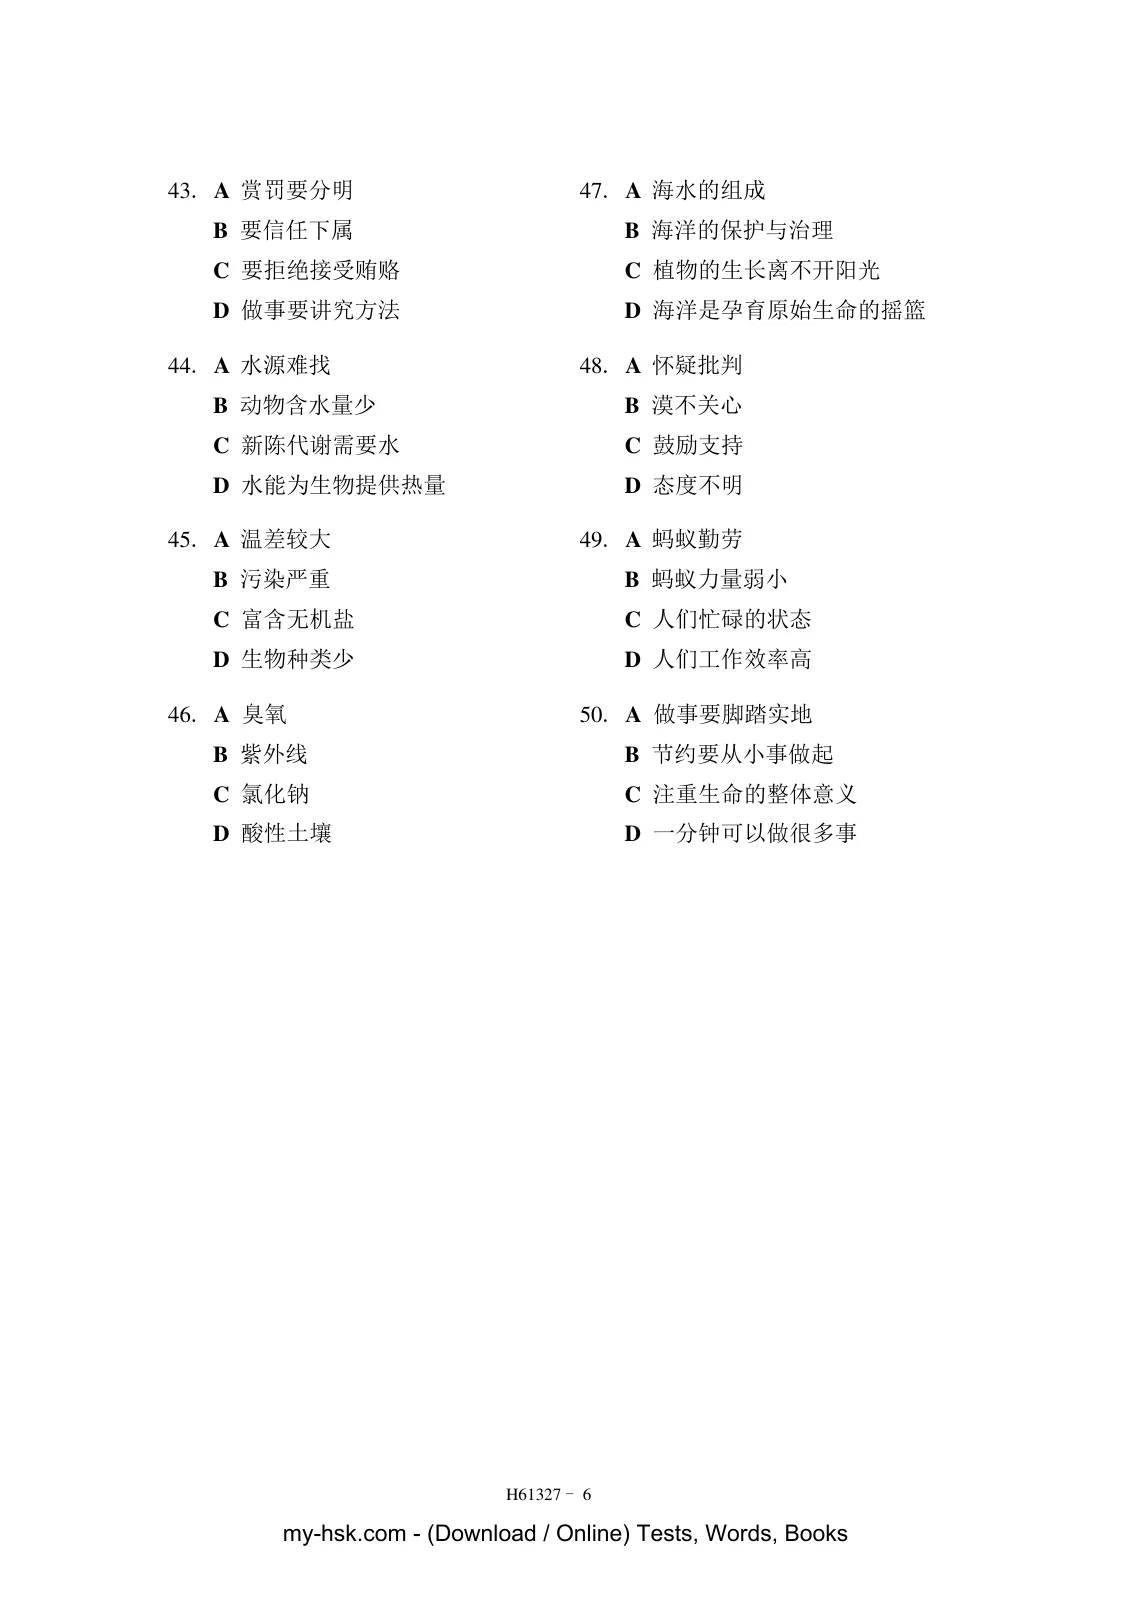 43. A 赏罚要分明
B 要信任下属
C 要拒绝接受贿赂
D 做事要讲究方法
44. A 水源难找
B 动物含水量少
C 新陈代谢需要水
D 水能为生物提供热量
45. A 温差较大
B 污染严重
C 富含无机盐
D 生物种类少
46. A 臭氧
B 紫外线
C 氯化钠
D 酸性土壤
47. A 海水的组成
B 海洋的保护与治理
C 植物的生长离不开阳光
D 海洋是孕育原始生命的摇篮
48. A 怀疑批判
B 漠不关心
C 鼓励支持
D 态度不明
49. A 蚂蚁勤劳
B 蚂蚁力量弱小
C 人们忙碌的状态
D 人们工作效率高
50. A 做事要脚踏实地
B 节约要从小事做起
C 注重生命的整体意义
D 一分钟可以做很多事
H61327 – 6
my-hsk.com - (Download / Online) Tests, Words, Books